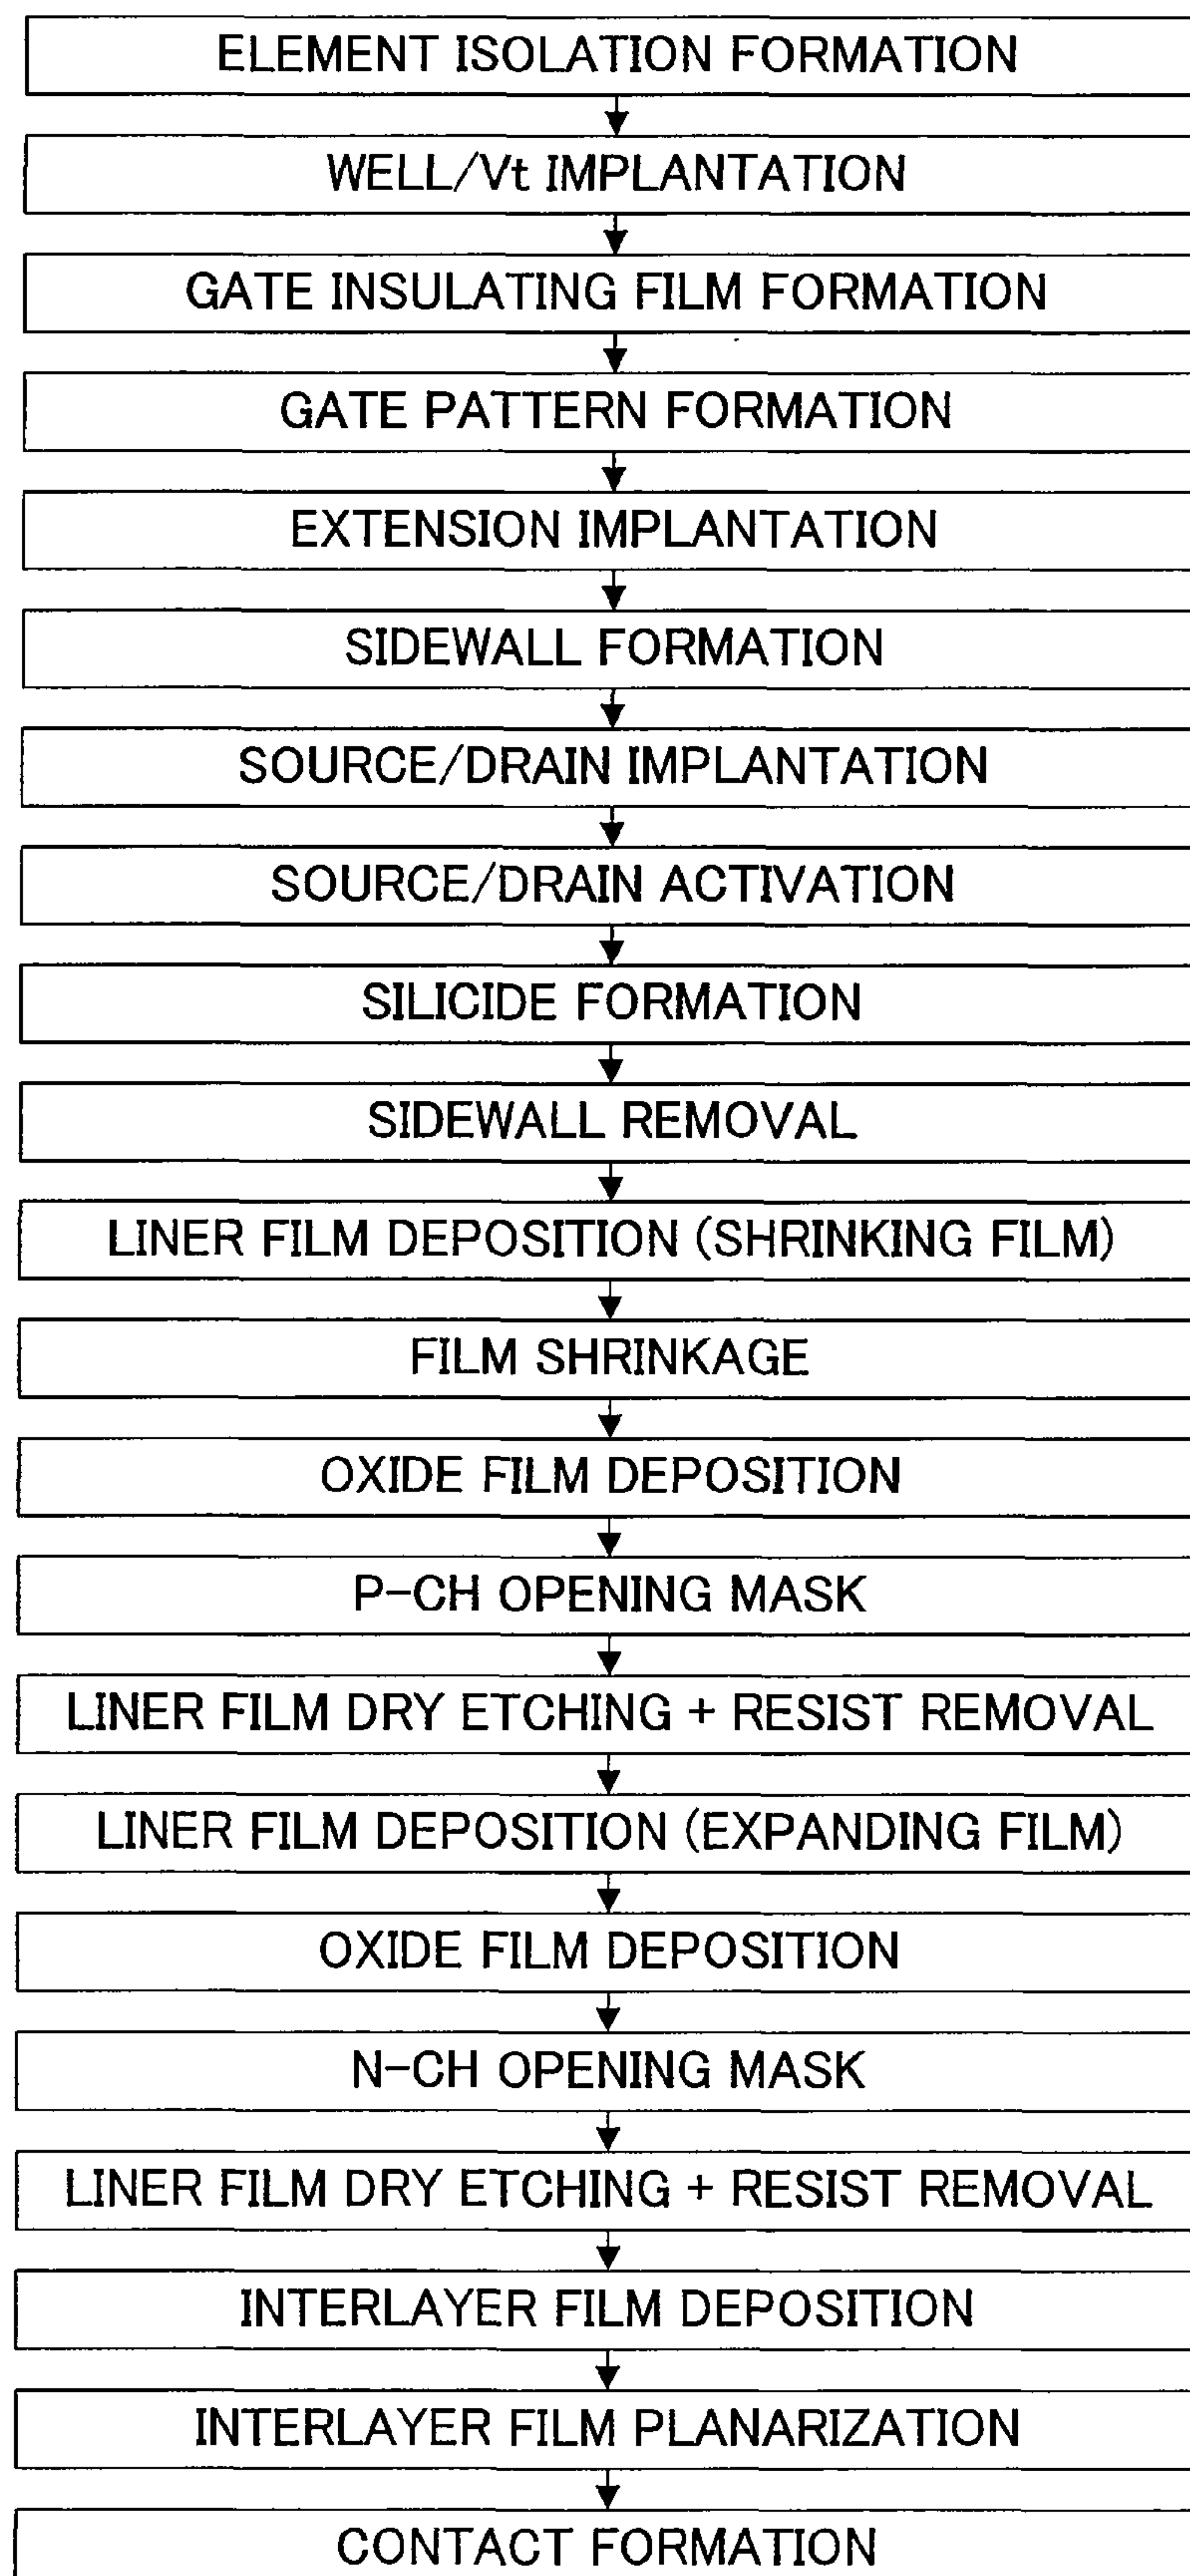 ELEMENT ISOLATION FORMATION
WELL/Vt IMPLANTATION
GATE INSULATING FILM FORMATION
GATE PATTERN FORMATION
EXTENSION IMPLANTATION
SIDEWALL FORMATION
SOURCE/DRAIN IMPLANTATION
SOURCE/DRAIN ACTIVATION
SILICIDE FORMATION
SIDEWALL REMOVAL
LINER FILM DEPOSITION (SHRINKING FILM)
FILM SHRINKAGE
OXIDE FILM DEPOSITION
P-CH OPENING MASK
LINER FILM DRY ETCHING + RESIST REMOVAL
LINER FILM DEPOSITION (EXPANDING FILM)
OXIDE FILM DEPOSITION
N-CH OPENING MASK
LINER FILM DRY ETCHING + RESIST REMOVAL
INTERLAYER FILM DEPOSITION
INTERLAYER FILM PLANARIZATION
CONTACT FORMATION